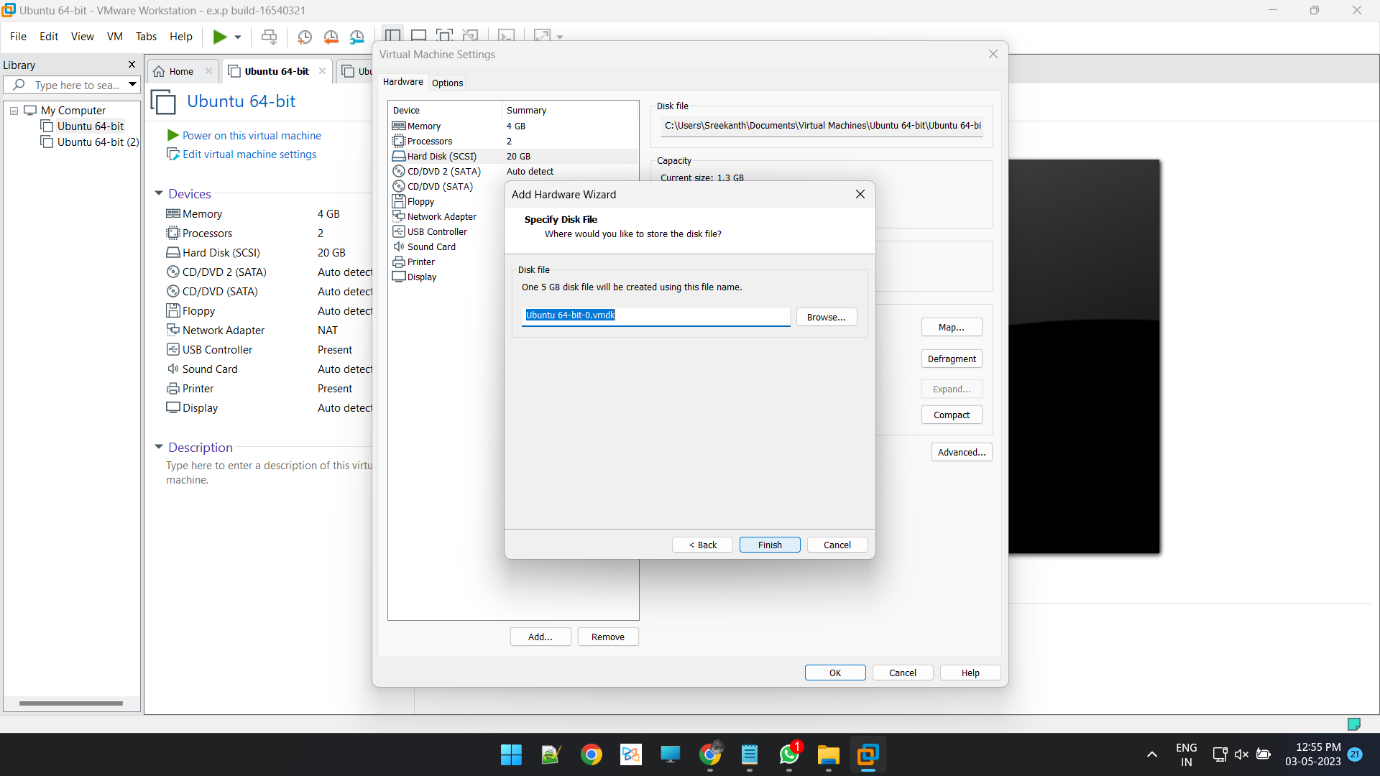 Ubuntu 64-bit - VMware Workstation - e.x.p build-16540321
File Edit View VM Tabs Help
Library
Type here to sea...
My Computer
Ubuntu 64-bit
Ubuntu 64-bit (2)
Home
Ubuntu 64-bit
Ubu
Ubuntu 64-bit
Power on this virtual machine
Edit virtual machine settings
Devices
Memory 4 GB
Processors 2
Hard Disk (SCSI) 20 GB
CD/DVD 2 (SATA) Auto detect
CD/DVD (SATA) Auto detect
Floppy Auto detect
Network Adapter NAT
USB Controller Present
Sound Card Auto detect
Printer Present
Display Auto detect
Description
Type here to enter a description of this virtu
machine.
Virtual Machine Settings
Hardware Options
Device Summary
Memory 4 GB
Processors 2
Hard Disk (SCSI) 20 GB
CD/DVD 2 (SATA) Auto detect
CD/DVD (SATA)
Floppy
Network Adapter
USB Controller
Sound Card
Printer
Display
Add... Remove
Disk file
C:\Users\Sreekanth\Documents\Virtual Machines\Ubuntu 64-bit\Ubuntu 64-bi
Capacity
Current size: 1.3 GB
Map...
Defragment
Expand...
Compact
Advanced...
OK Cancel Help
Add Hardware Wizard
Specify Disk File
Where would you like to store the disk file?
Disk file
One 5 GB disk file will be created using this file name.
Ubuntu 64-bit-0.vmdk
Browse...
< Back Finish Cancel
1
ENG
IN
12:55 PM
03-05-2023
21